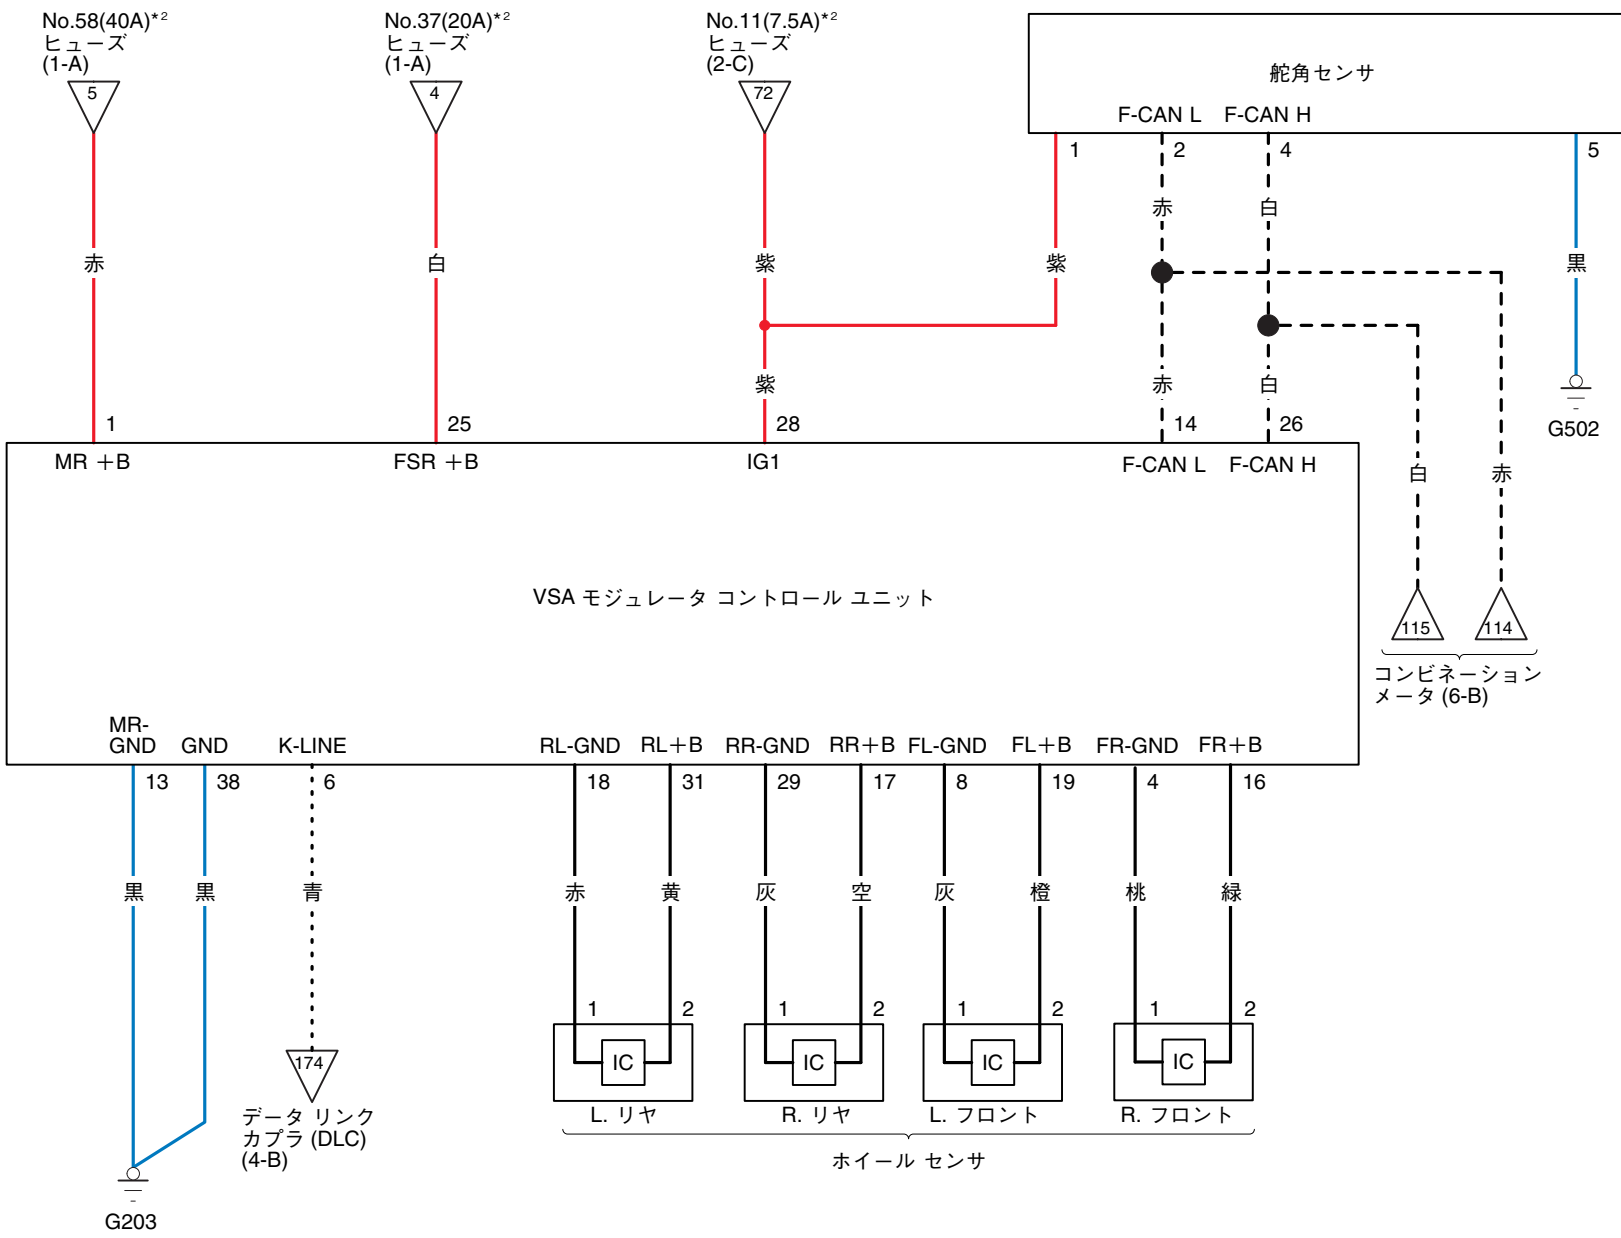 No.58(40A)*2
ヒューズ
(1-A)
5
No.37(20A)*2
ヒューズ
(1-A)
4
No.11(7.5A)*2
ヒューズ
(2-C)
72
舵角センサ
F-CAN L
F-CAN H
1
2
4
5
赤
白
赤
白
紫
紫
黒
紫
赤
白
1
25
28
14
26
G502
MR +B
FSR +B
IG1
F-CAN L
F-CAN H
白
赤
VSA モジュレータ コントロール ユニット
115
114
コンビネーション
メータ (6-B)
MR-
GND
GND
K-LINE
RL-GND
RL+B
RR-GND
RR+B
FL-GND
FL+B
FR-GND
FR+B
13
38
6
18
31
29
17
8
19
4
16
黒
黒
青
赤
黄
灰
空
灰
橙
桃
緑
1
2
1
2
1
2
1
2
174
IC
IC
IC
IC
データ リンク
カプラ (DLC)
(4-B)
L. リヤ
R. リヤ
L. フロント
R. フロント
ホイール センサ
G203